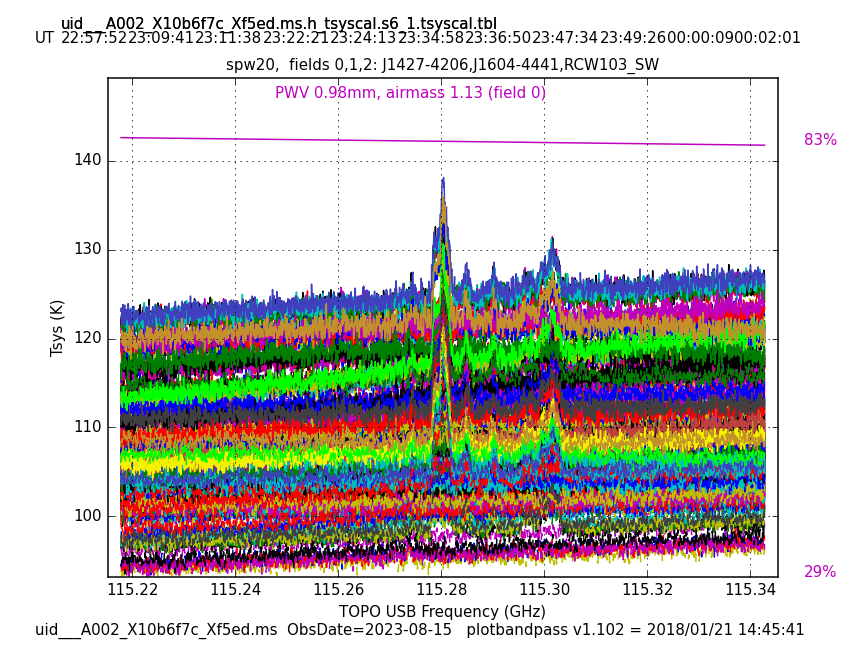 uid___A002_X10b6f7c_Xf5ed.ms.h_tsyscal.s6_1.tsyscal.tbl
UT 22:57:52 23:09:41 23:11:38 23:22:21 23:24:13 23:34:58 23:36:50 23:47:34 23:49:26 00:00:09 00:02:01
spw20,  fields 0,1,2: J1427-4206,J1604-4441,RCW103_SW
PWV 0.98mm, airmass 1.13 (field 0)
83%
140
130
120
110
100
Tsys (K)
29%
115.22 115.24 115.26 115.28 115.30 115.32 115.34
TOPO USB Frequency (GHz)
uid___A002_X10b6f7c_Xf5ed.ms  ObsDate=2023-08-15   plotbandpass v1.102 = 2018/01/21 14:45:41